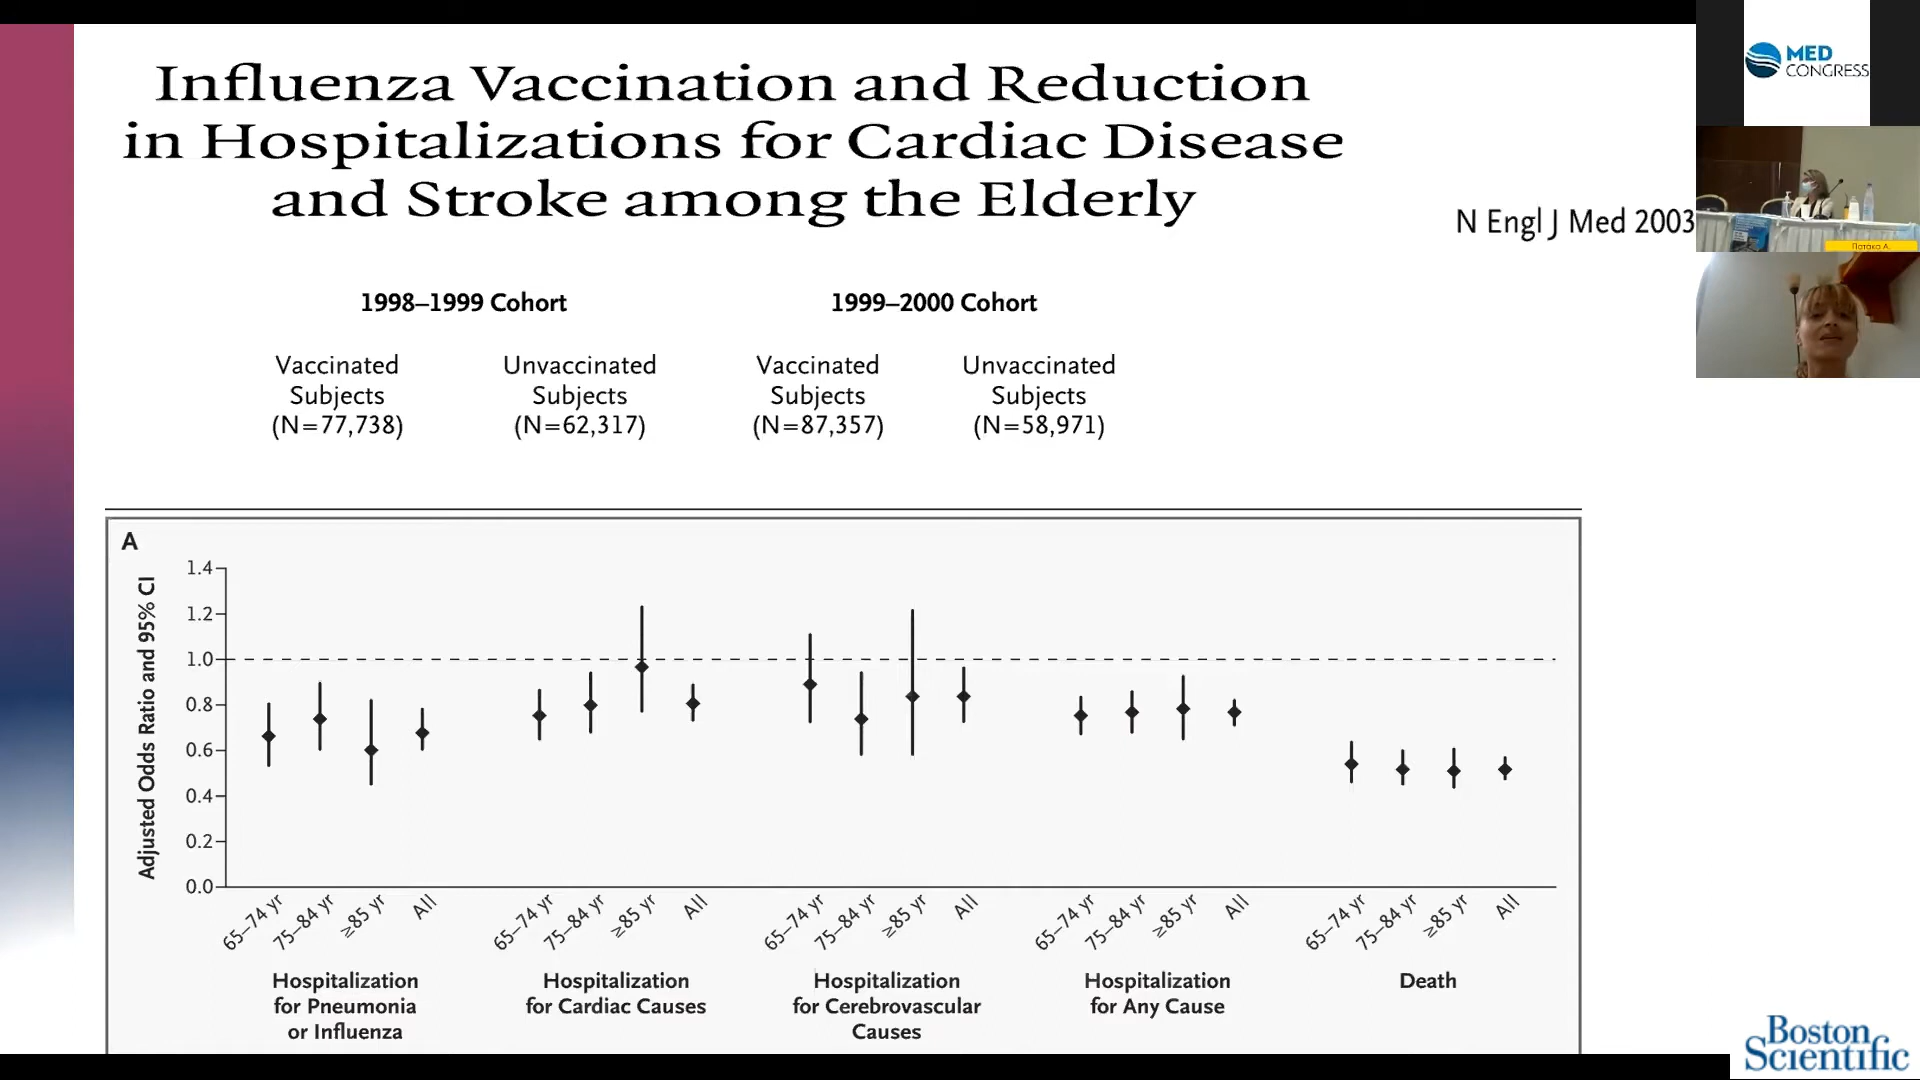 Influenza Vaccination and Reduction
in Hospitalizations for Cardiac Disease
and Stroke among the Elderly
N Engl J Med 2003
MED
CONGRESS
Πατάκα Α.
1998–1999 Cohort
1999–2000 Cohort
Vaccinated
Subjects
(N=77,738)
Unvaccinated
Subjects
(N=62,317)
Vaccinated
Subjects
(N=87,357)
Unvaccinated
Subjects
(N=58,971)
A
Adjusted Odds Ratio and 95% CI
1.4
1.2
1.0
0.8
0.6
0.4
0.2
0.0
65–74 yr
75–84 yr
≥85 yr
All
65–74 yr
75–84 yr
≥85 yr
All
65–74 yr
75–84 yr
≥85 yr
All
65–74 yr
75–84 yr
≥85 yr
All
65–74 yr
75–84 yr
≥85 yr
All
Hospitalization
for Pneumonia
or Influenza
Hospitalization
for Cardiac Causes
Hospitalization
for Cerebrovascular
Causes
Hospitalization
for Any Cause
Death
Boston
Scientific